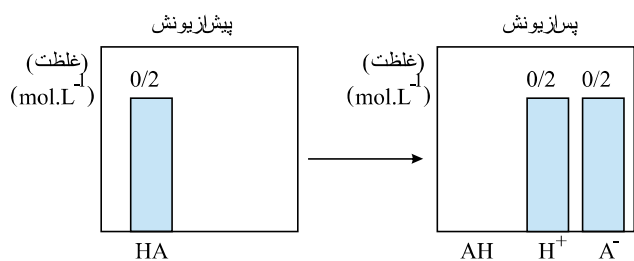 پیش‌ازیونش
(غلظت)
(mol.L⁻¹)
0/2
HA
پس‌ازیونش
(غلظت)
(mol.L⁻¹)
0/2
0/2
AH
H⁺
A⁻